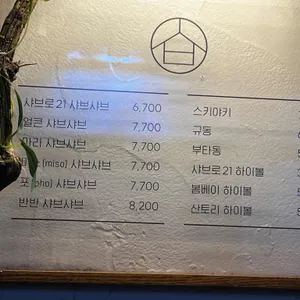 샤브로21 샤브샤브 6,700
얼큰 샤브샤브 7,700
마라 샤브샤브 7,700
(miso) 샤브샤브 7,700
포(pho) 샤브샤브 7,700
반반 샤브샤브 8,200
스키야키
규동
부타동
샤브로21 하이볼
봄베이 하이볼
산토리 하이볼